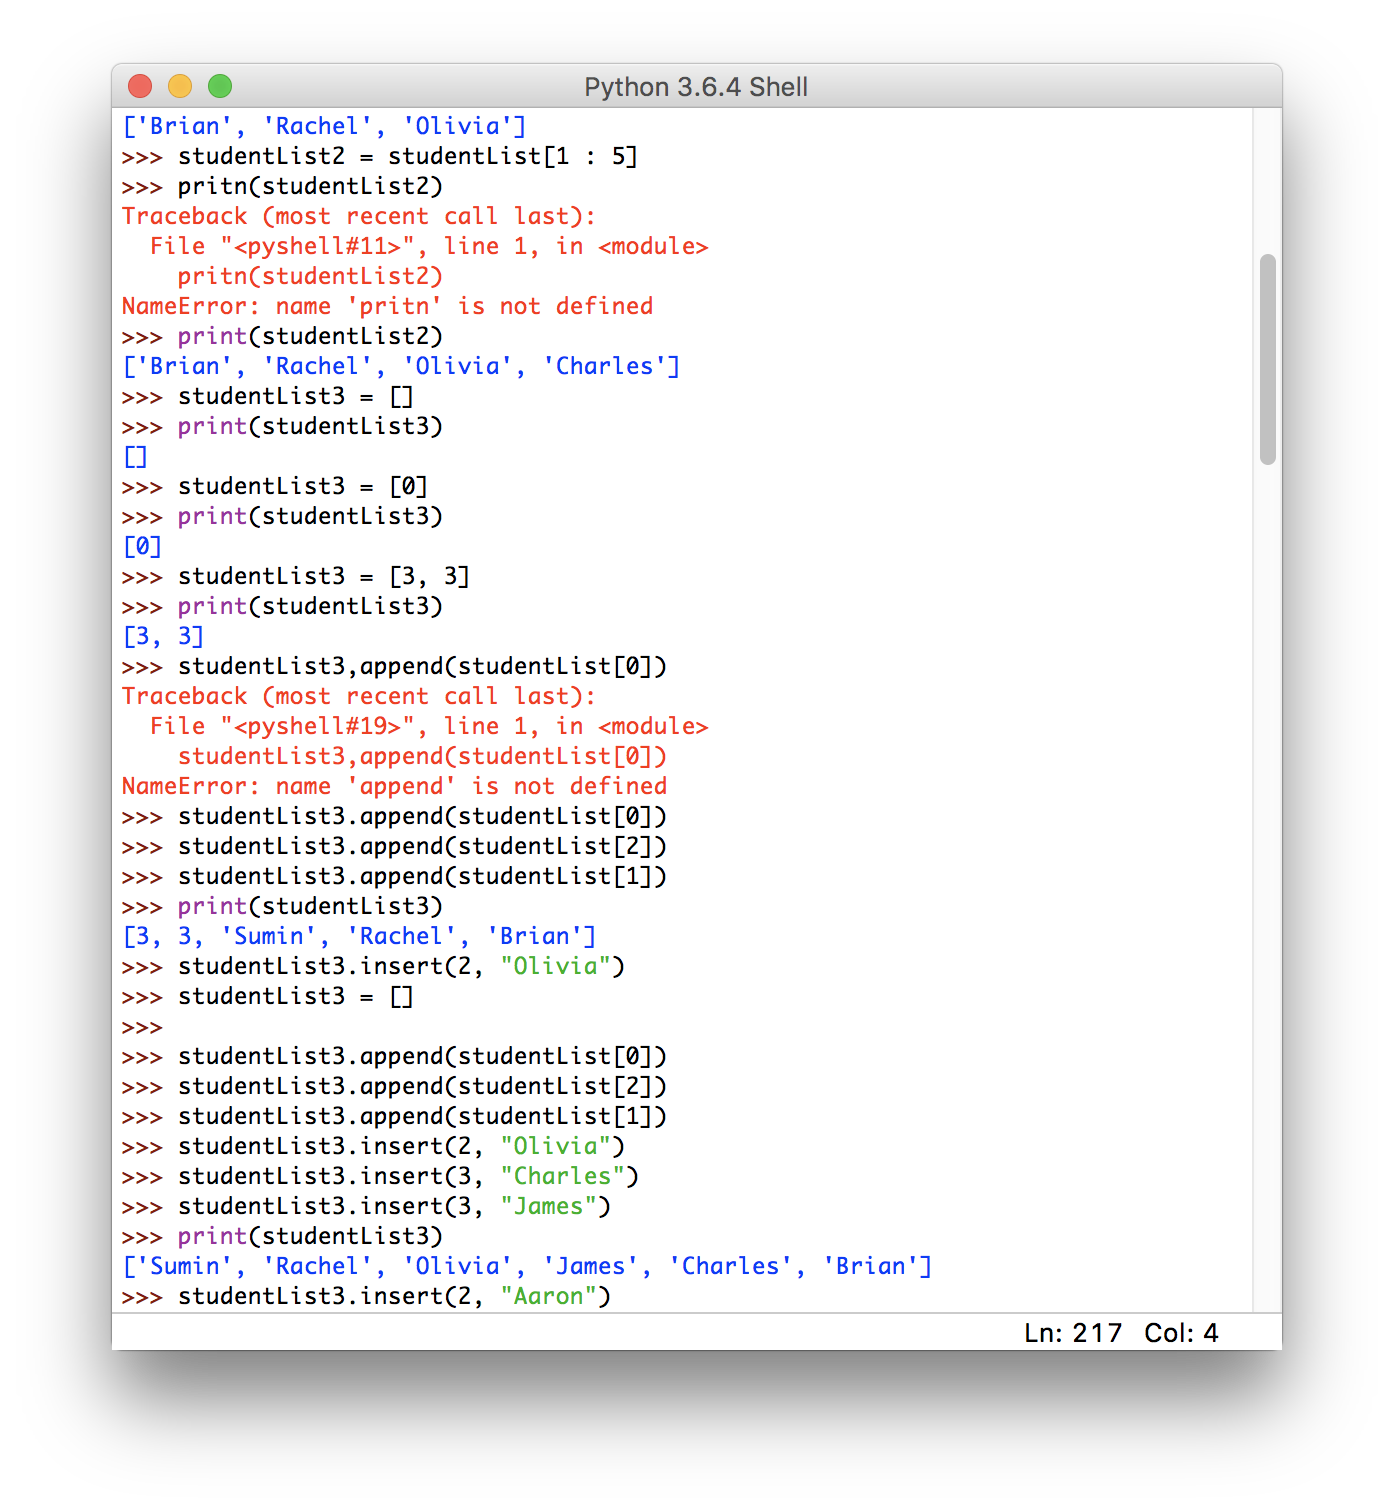 Python 3.6.4 Shell
['Brian', 'Rachel', 'Olivia']
>>> studentList2 = studentList[1 : 5]
>>> pritn(studentList2)
Traceback (most recent call last):
  File "<pyshell#11>", line 1, in <module>
    pritn(studentList2)
NameError: name 'pritn' is not defined
>>> print(studentList2)
['Brian', 'Rachel', 'Olivia', 'Charles']
>>> studentList3 = []
>>> print(studentList3)
[]
>>> studentList3 = [0]
>>> print(studentList3)
[0]
>>> studentList3 = [3, 3]
>>> print(studentList3)
[3, 3]
>>> studentList3,append(studentList[0])
Traceback (most recent call last):
  File "<pyshell#19>", line 1, in <module>
    studentList3,append(studentList[0])
NameError: name 'append' is not defined
>>> studentList3.append(studentList[0])
>>> studentList3.append(studentList[2])
>>> studentList3.append(studentList[1])
>>> print(studentList3)
[3, 3, 'Sumin', 'Rachel', 'Brian']
>>> studentList3.insert(2, "Olivia")
>>> studentList3 = []
>>>
>>> studentList3.append(studentList[0])
>>> studentList3.append(studentList[2])
>>> studentList3.append(studentList[1])
>>> studentList3.insert(2, "Olivia")
>>> studentList3.insert(3, "Charles")
>>> studentList3.insert(3, "James")
>>> print(studentList3)
['Sumin', 'Rachel', 'Olivia', 'James', 'Charles', 'Brian']
>>> studentList3.insert(2, "Aaron")
Ln: 217 Col: 4